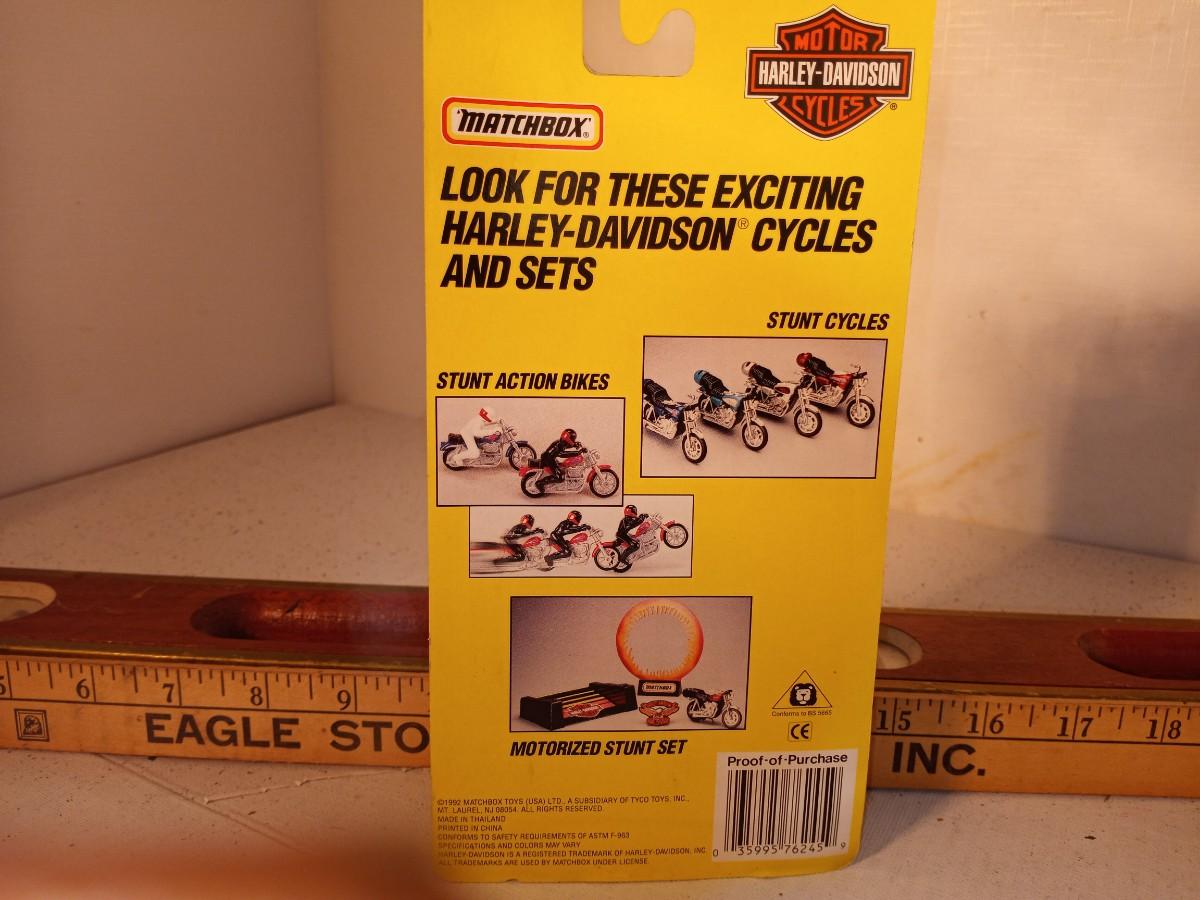 MOTOR
HARLEY-DAVIDSON
CYCLES
®
MATCHBOX®
LOOK FOR THESE EXCITING
HARLEY-DAVIDSON® CYCLES
AND SETS
STUNT CYCLES
STUNT ACTION BIKES
MATCHBOX
MOTORIZED STUNT SET
Conforms to BS 5665
CE
Proof-of-Purchase
0 35995 76245 9
©1992 MATCHBOX TOYS (USA) LTD., A SUBSIDIARY OF TYCO TOYS, INC.,
MT. LAUREL, NJ 08054. ALL RIGHTS RESERVED.
MADE IN THAILAND
PRINTED IN CHINA
CONFORMS TO SAFETY REQUIREMENTS OF ASTM F-963
SPECIFICATIONS AND COLORS MAY VARY
HARLEY-DAVIDSON IS A REGISTERED TRADEMARK OF HARLEY-DAVIDSON, INC.
ALL TRADEMARKS ARE USED BY MATCHBOX UNDER LICENSE.
5 6 7 8 9 15 16 17 18
EAGLE STO INC.